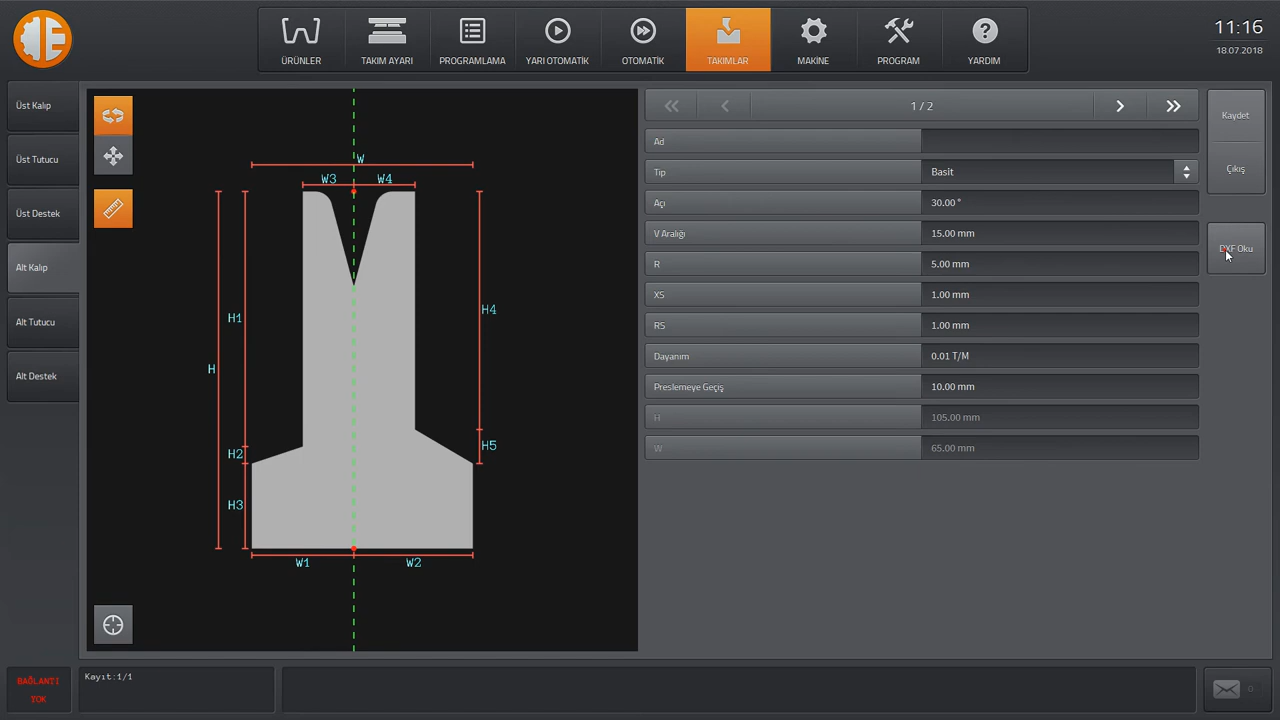 ÜRÜNLER
TAKIM AYARI
PROGRAMLAMA
YARI OTOMATİK
OTOMATİK
TAKIMLAR
MAKİNE
PROGRAM
YARDIM
11:16
18.07.2018
Üst Kalıp
Üst Tutucu
Üst Destek
Alt Kalıp
Alt Tutucu
Alt Destek
W
W3
W4
H1
H4
H
H2
H5
H3
W1
W2
1 / 2
Ad
Tip Basit
Açı 30.00 °
V Aralığı 15.00 mm
R 5.00 mm
XS 1.00 mm
RS 1.00 mm
Dayanım 0.01 T/M
Preslemeye Geçiş 10.00 mm
H 105.00 mm
W 65.00 mm
Kaydet
Çıkış
DXF Oku
BAĞLANTI
YOK
Kayıt:1/1
0